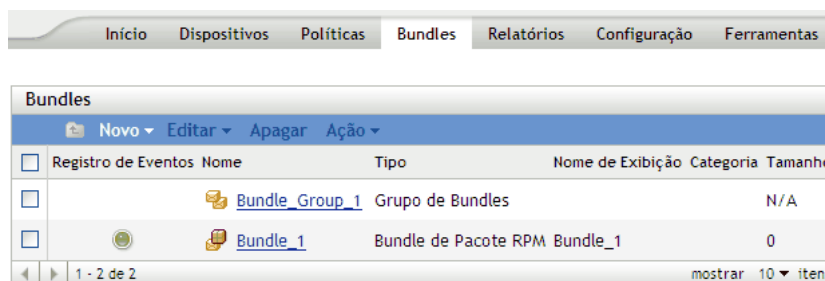 Início Dispositivos Políticas Bundles Relatórios Configuração Ferramentas
Bundles
Novo Editar Apagar Ação
Registro de Eventos Nome Tipo Nome de Exibição Categoria Tamanho
Bundle_Group_1 Grupo de Bundles N/A
Bundle_1 Bundle de Pacote RPM Bundle_1 0
1 - 2 de 2 mostrar 10 iten